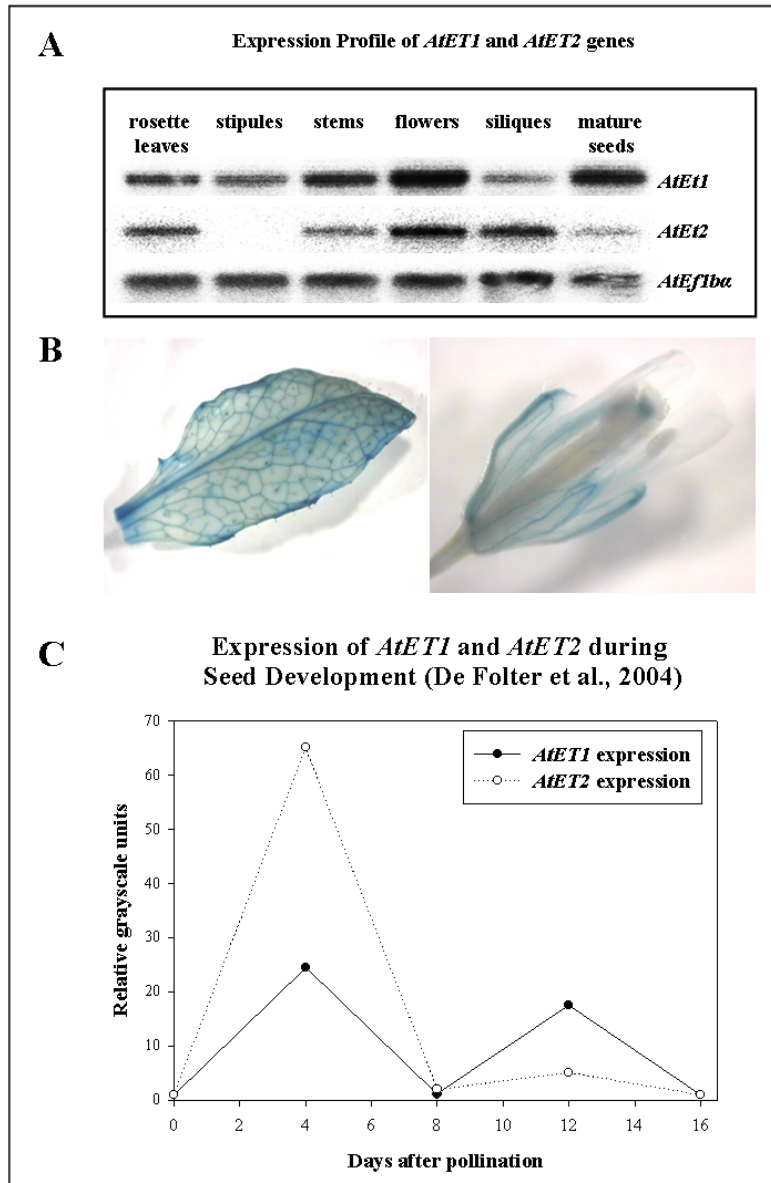 A
Expression Profile of AtET1 and AtET2 genes
rosette leaves stipules stems flowers siliques mature seeds
AtEt1
AtEt2
AtEf1bα
B
C
Expression of AtET1 and AtET2 during
Seed Development (De Folter et al., 2004)
70
60
50
40
30
20
10
0
Relative grayscale units
AtET1 expression
AtET2 expression
0 2 4 6 8 10 12 14 16
Days after pollination